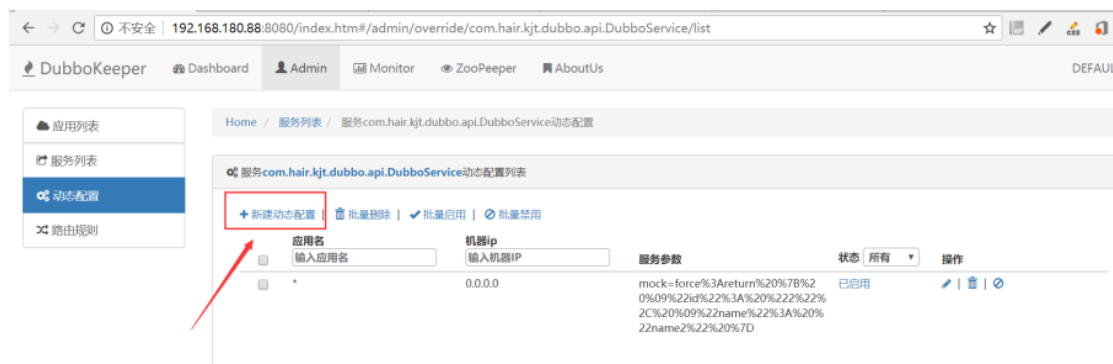 不安全 | 192.168.180.88:8080/index.htm#/admin/override/com.hair.kjt.dubbo.api.DubboService/list
DubboKeeper Dashboard Admin Monitor ZooPeeper AboutUs DEFAUL
应用列表
服务列表
动态配置
路由规则
Home / 服务列表 / 服务com.hair.kjt.dubbo.api.DubboService动态配置
服务com.hair.kjt.dubbo.api.DubboService动态配置列表
新建动态配置 | 批量删除 | 批量启用 | 批量禁用
应用名 机器ip 服务参数 状态 所有 操作
输入应用名 输入机器IP
* 0.0.0.0 mock=force%3Areturn%20%7B%2 已启用 | |
0%09%22id%22%3A%20%222%22%
2C%20%09%22name%22%3A%20%
22name2%22%20%7D